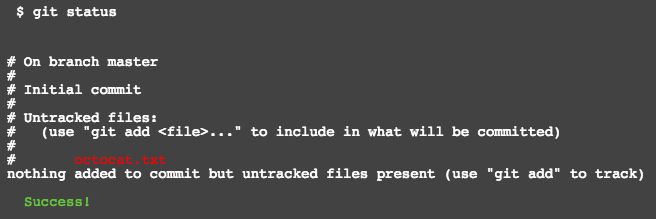 $ git status
# On branch master
#
# Initial commit
#
# Untracked files:
#   (use "git add <file>..." to include in what will be committed)
#
#       octocat.txt
nothing added to commit but untracked files present (use "git add" to track)
Success!